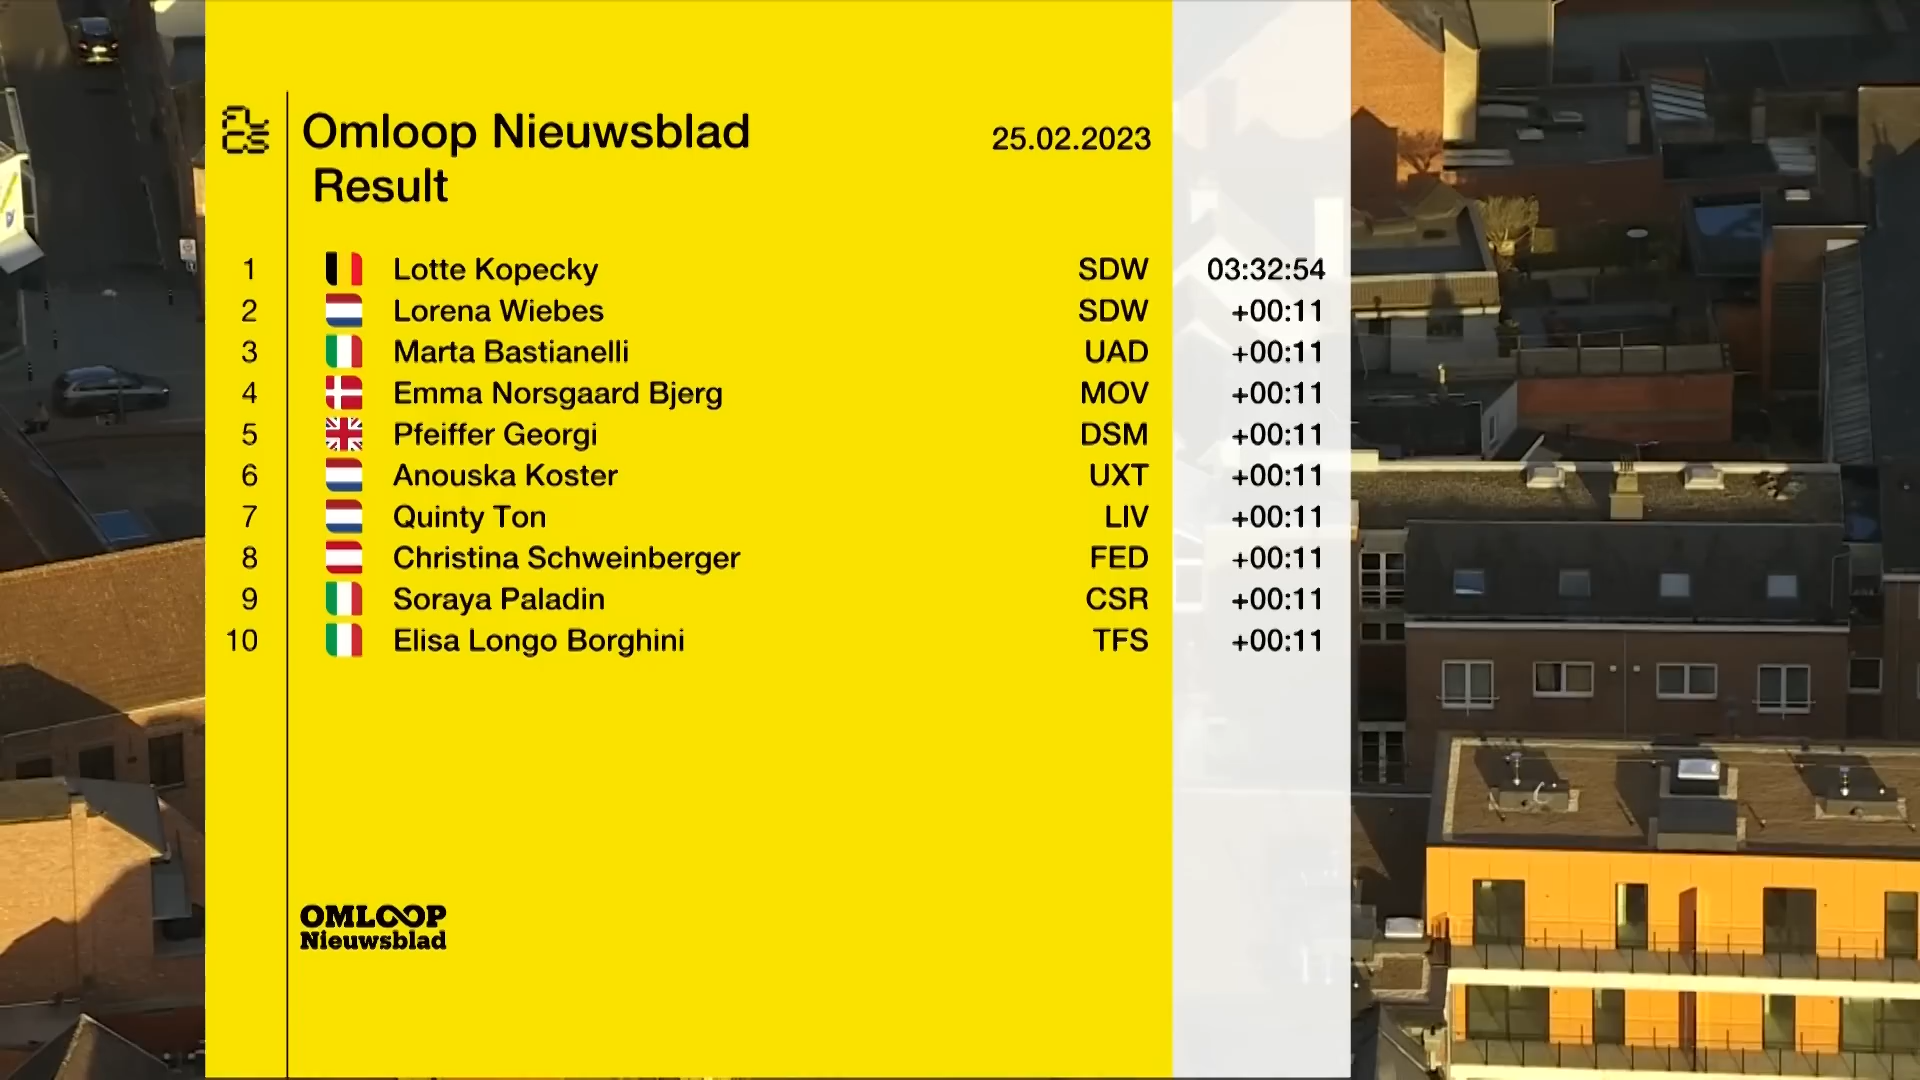 Omloop Nieuwsblad 25.02.2023
Result
1 Lotte Kopecky SDW 03:32:54
2 Lorena Wiebes SDW +00:11
3 Marta Bastianelli UAD +00:11
4 Emma Norsgaard Bjerg MOV +00:11
5 Pfeiffer Georgi DSM +00:11
6 Anouska Koster UXT +00:11
7 Quinty Ton LIV +00:11
8 Christina Schweinberger FED +00:11
9 Soraya Paladin CSR +00:11
10 Elisa Longo Borghini TFS +00:11
OMLOOP
Nieuwsblad